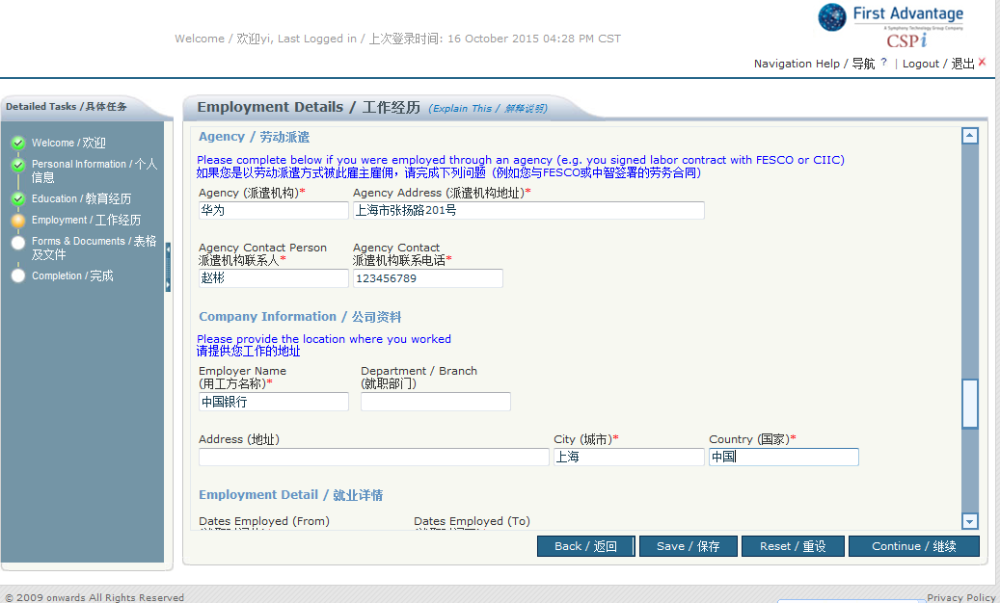 First Advantage
A Symphony Technology Group Company
CSPi
Welcome / 欢迎yi, Last Logged in / 上次登录时间: 16 October 2015 04:28 PM CST
Navigation Help / 导航 ? | Logout / 退出 X
Detailed Tasks /具体任务
Welcome / 欢迎
Personal Information / 个人
信息
Education / 教育经历
Employment / 工作经历
Forms & Documents / 表格
及文件
Completion / 完成
Employment Details / 工作经历 (Explain This / 解释说明)
Agency / 劳动派遣
Please complete below if you were employed through an agency (e.g. you signed labor contract with FESCO or CIIC)
如果您是以劳动派遣方式被此雇主雇佣，请完成下列问题（例如您与FESCO或中智签署的劳务合同）
Agency (派遣机构)* Agency Address (派遣机构地址)*
华为 上海市张扬路201号
Agency Contact Person Agency Contact
派遣机构联系人* 派遣机构联系电话*
赵彬 123456789
Company Information / 公司资料
Please provide the location where you worked
请提供您工作的地址
Employer Name Department / Branch
(用工方名称)* (就职部门)
中国银行
Address (地址) City (城市)* Country (国家)*
上海 中国
Employment Detail / 就业详情
Dates Employed (From) Dates Employed (To)
Back / 返回 Save / 保存 Reset / 重设 Continue / 继续
© 2009 onwards All Rights Reserved Privacy Policy